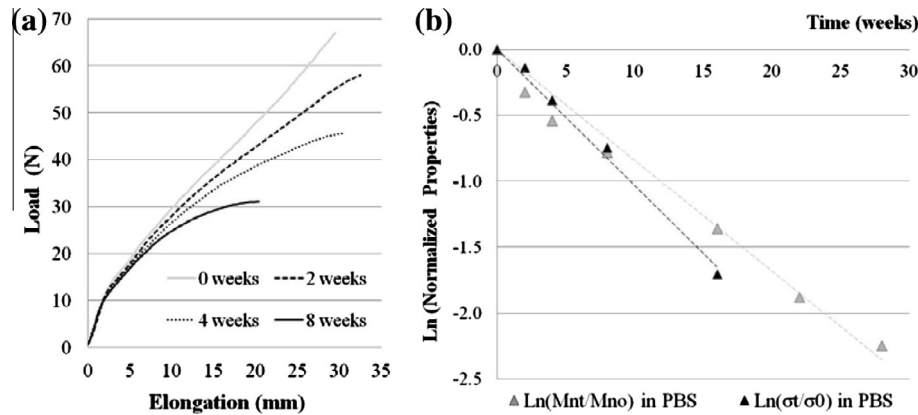 (a)
70
60
50
40
30
20
10
0
Load (N)
0 weeks
2 weeks
4 weeks
8 weeks
0 5 10 15 20 25 30 35
Elongation (mm)
(b)
Time (weeks)
0.0
-0.5
-1.0
-1.5
-2.0
-2.5
0 5 10 15 20 25 30
Ln (Normalized Properties)
Ln(Mnt/Mno) in PBS
Ln(σt/σ0) in PBS